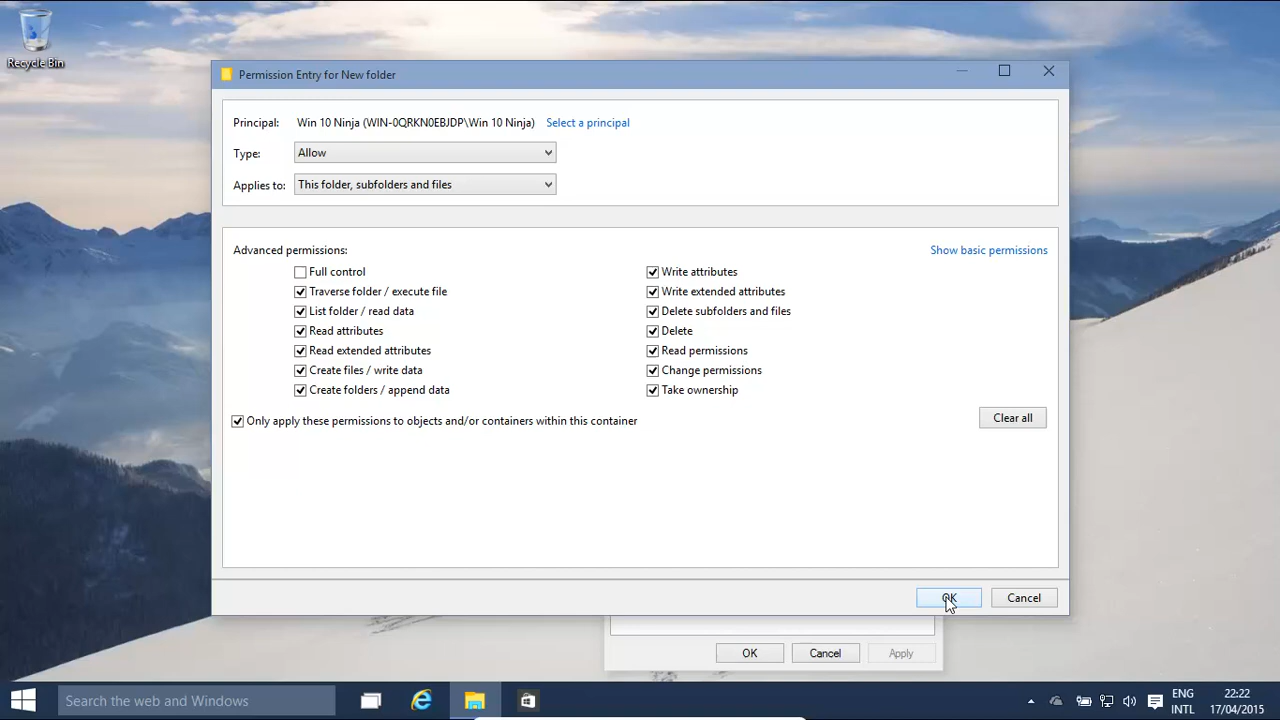 Recycle Bin
Permission Entry for New folder
Principal: Win 10 Ninja (WIN-0QRKN0EBJDP\Win 10 Ninja) Select a principal
Type: Allow
Applies to: This folder, subfolders and files
Advanced permissions: Show basic permissions
Full control Write attributes
Traverse folder / execute file Write extended attributes
List folder / read data Delete subfolders and files
Read attributes Delete
Read extended attributes Read permissions
Create files / write data Change permissions
Create folders / append data Take ownership
Only apply these permissions to objects and/or containers within this container Clear all
OK Cancel
OK Cancel Apply
Search the web and Windows
ENG 22:22
INTL 17/04/2015